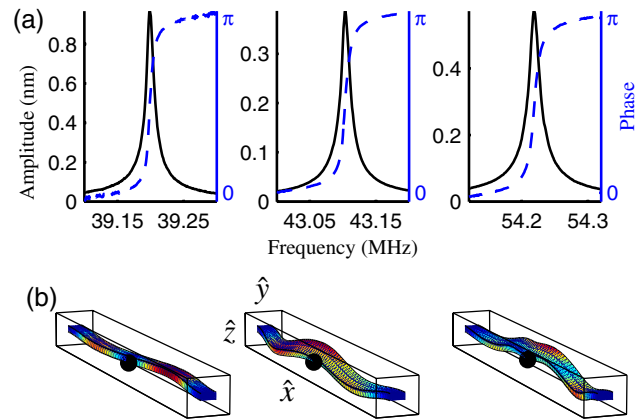 (a)
Amplitude (nm)
0.8
0.6
0.4
0.2
0
π
0
39.15 39.25
0.3
0.2
0.1
0
π
0
43.05 43.15
0.4
0.2
0
π
0
54.2 54.3
Phase
Frequency (MHz)
(b)
ŷ
ẑ
x̂